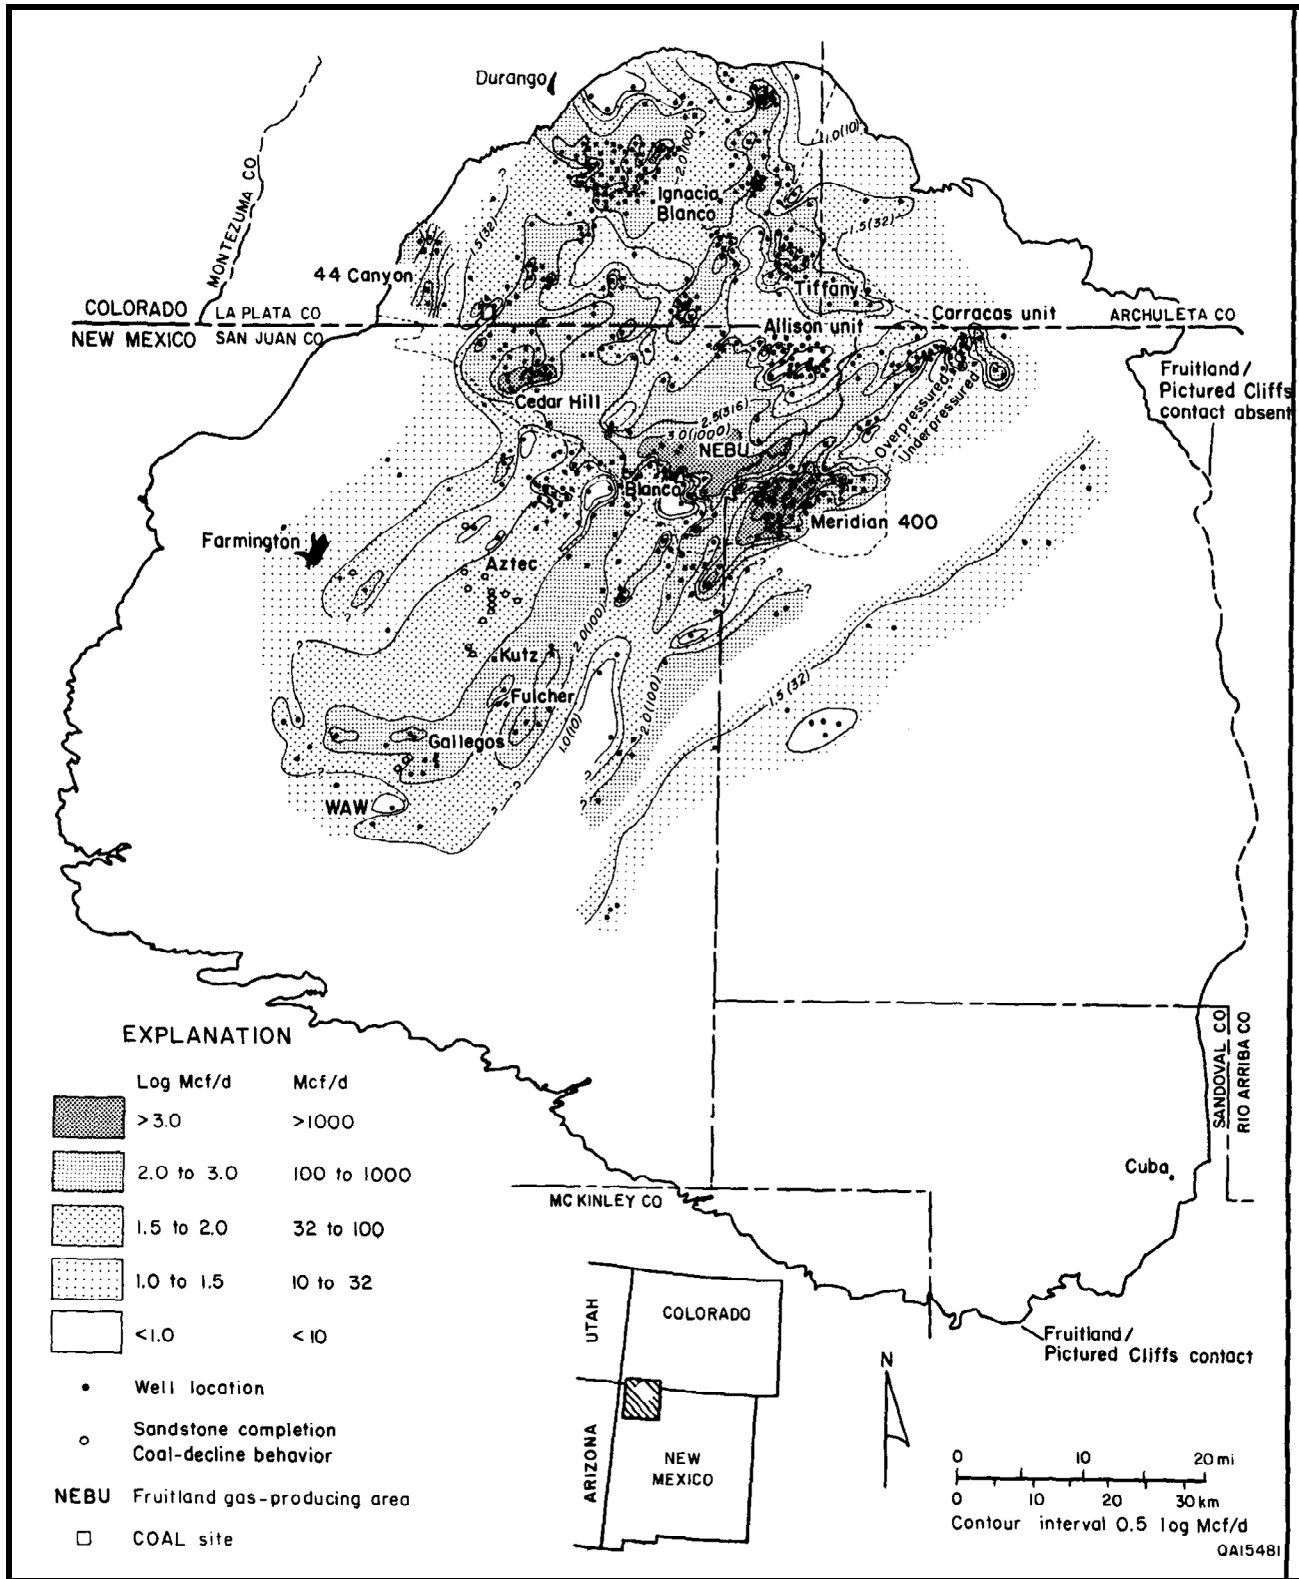 Durango
MONTEZUMA CO
2.0(100)
1.0(10)
Ignacio
Blanco
?
1.5(32)
1.5(32)
44 Canyon
Tiffany
COLORADO
LA PLATA CO
Carracas unit
ARCHULETA CO
NEW MEXICO
SAN JUAN CO
Allison unit
Fruitland/
Pictured Cliffs
contact absent
Cedar Hill
Overpressured
Underpressured
2.5(316)
3.0(1000)
NEBU
?
Blanco
Meridian 400
Farmington
Aztec
?
?
?
2.0(100)
?
Kutz
Fulcher
1.5(32)
2.0(100)
1.0(10)
Gallegos
?
?
?
?
?
WAW
EXPLANATION
Log Mcf/d Mcf/d
>3.0 >1000
2.0 to 3.0 100 to 1000
1.5 to 2.0 32 to 100
1.0 to 1.5 10 to 32
<1.0 <10
Well location
Sandstone completion
Coal-decline behavior
NEBU Fruitland gas-producing area
COAL site
SANDOVAL CO
RIO ARRIBA CO
Cuba
MC KINLEY CO
Fruitland/
Pictured Cliffs contact
UTAH
COLORADO
ARIZONA
NEW
MEXICO
N
0 10 20 mi
0 10 20 30 km
Contour interval 0.5 log Mcf/d
QA15481